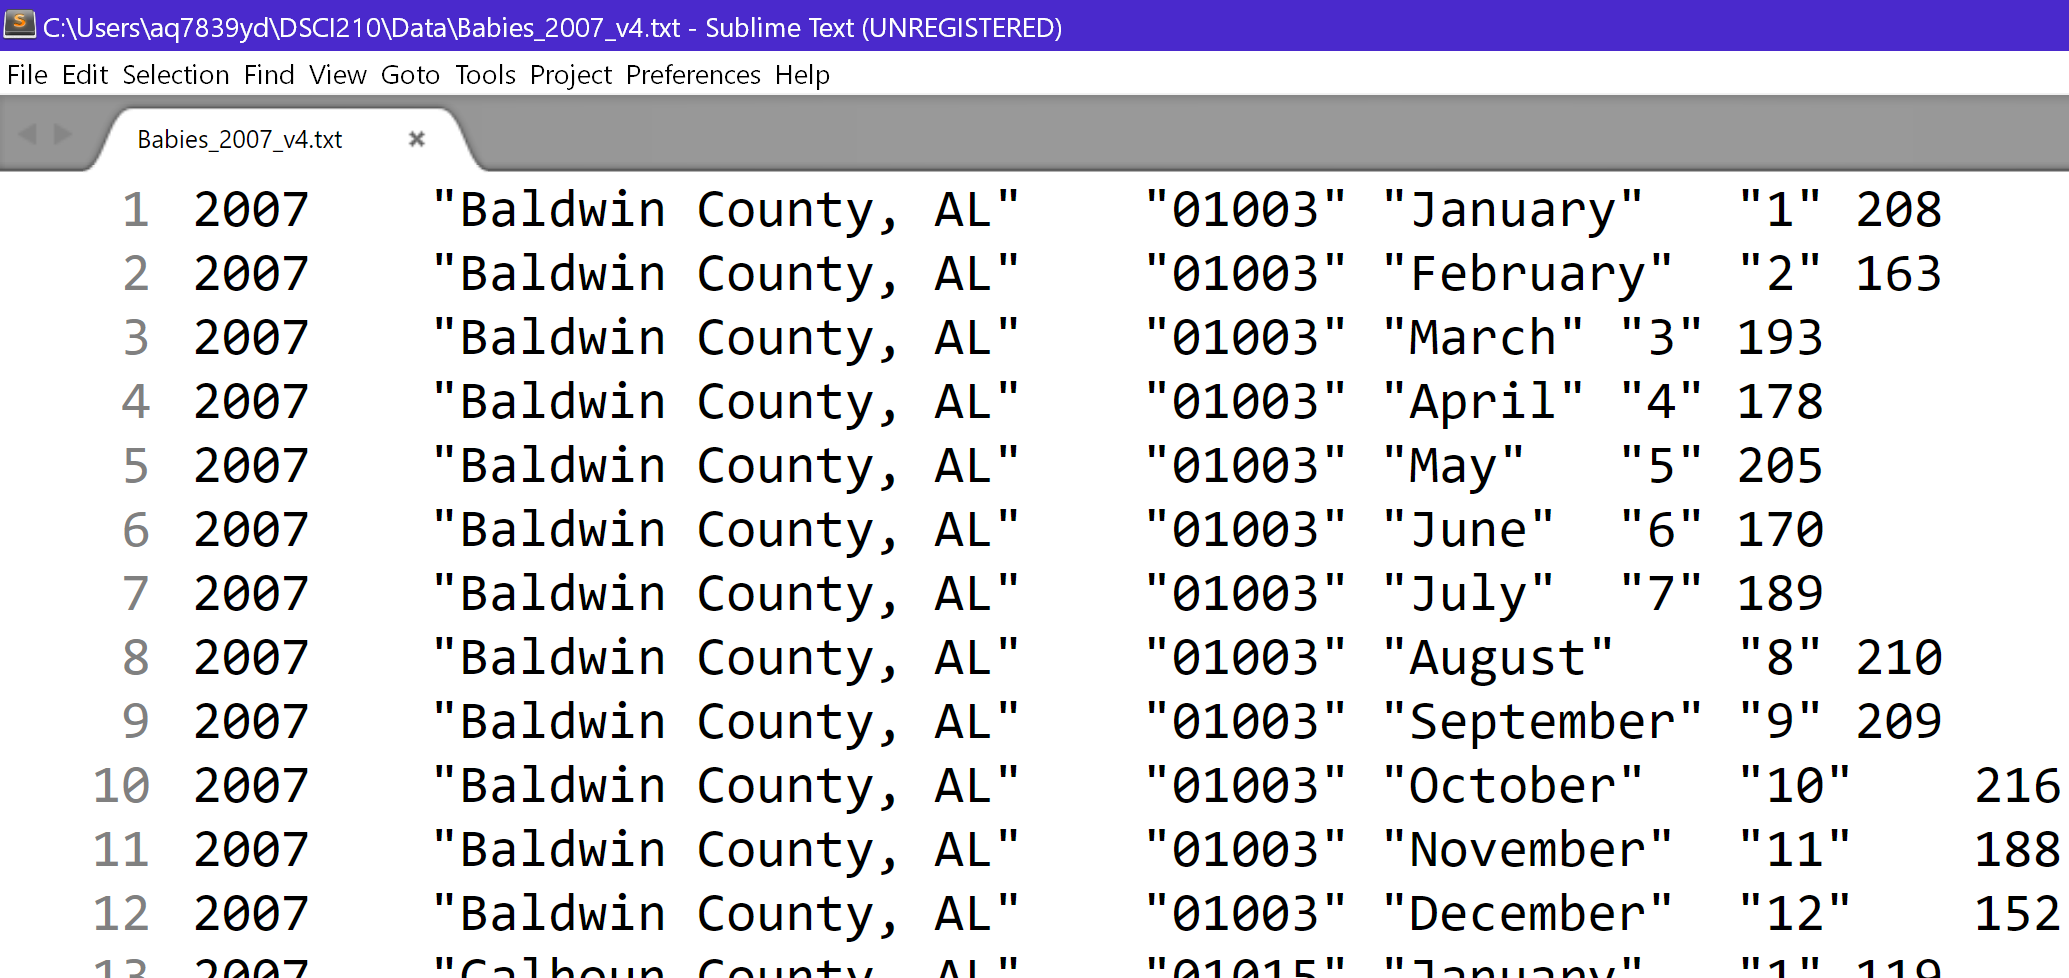 C:\Users\aq7839yd\DSCI210\Data\Babies_2007_v4.txt - Sublime Text (UNREGISTERED)
File Edit Selection Find View Goto Tools Project Preferences Help
Babies_2007_v4.txt
1 2007 "Baldwin County, AL" "01003" "January" "1" 208
2 2007 "Baldwin County, AL" "01003" "February" "2" 163
3 2007 "Baldwin County, AL" "01003" "March" "3" 193
4 2007 "Baldwin County, AL" "01003" "April" "4" 178
5 2007 "Baldwin County, AL" "01003" "May" "5" 205
6 2007 "Baldwin County, AL" "01003" "June" "6" 170
7 2007 "Baldwin County, AL" "01003" "July" "7" 189
8 2007 "Baldwin County, AL" "01003" "August" "8" 210
9 2007 "Baldwin County, AL" "01003" "September" "9" 209
10 2007 "Baldwin County, AL" "01003" "October" "10" 216
11 2007 "Baldwin County, AL" "01003" "November" "11" 188
12 2007 "Baldwin County, AL" "01003" "December" "12" 152
13 2007 "Calhoun County, AL" "01015" "January" "1" 119